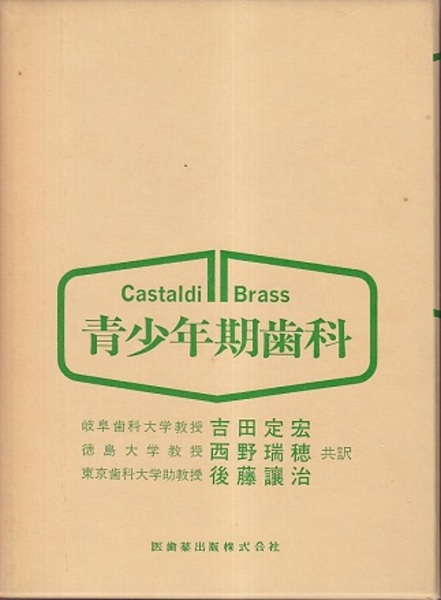 Castaldi Brass
青少年期歯科
岐阜歯科大学教授 吉田定宏
徳島大学教授 西野瑞穂 共訳
東京歯科大学助教授 後藤讓治
医歯薬出版株式会社